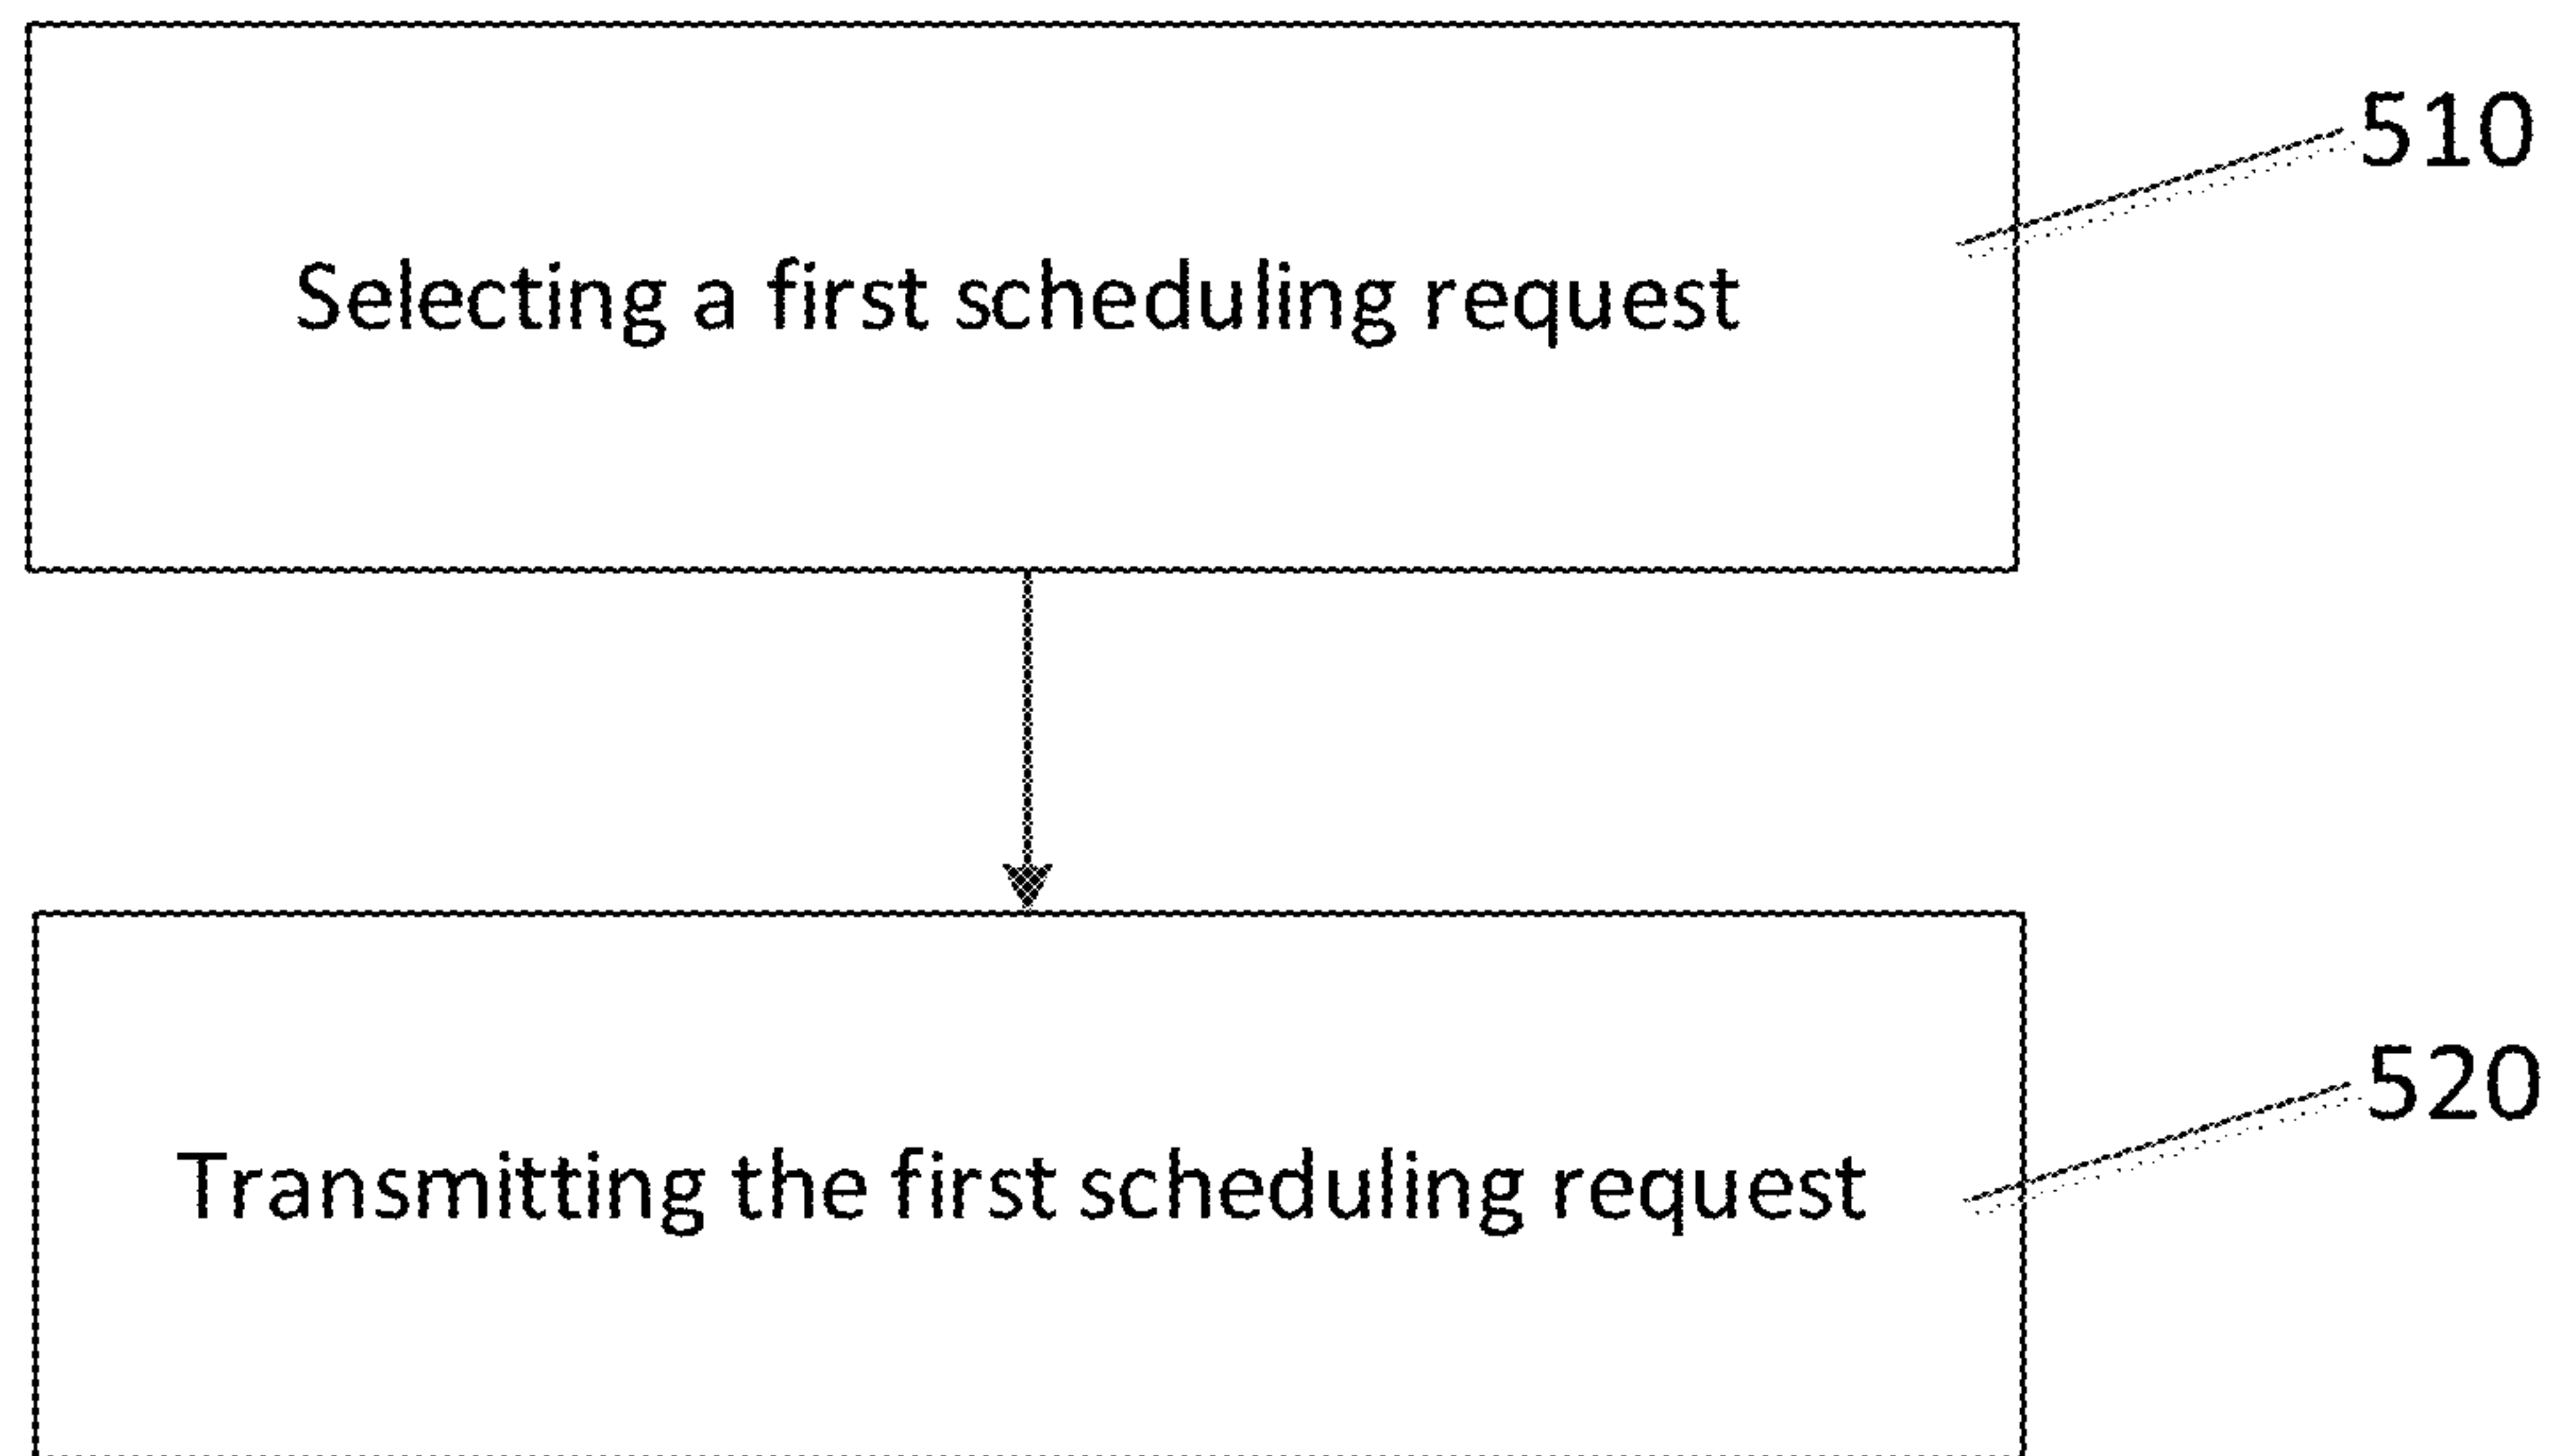 510
Selecting a first scheduling request
520
Transmitting the first scheduling request